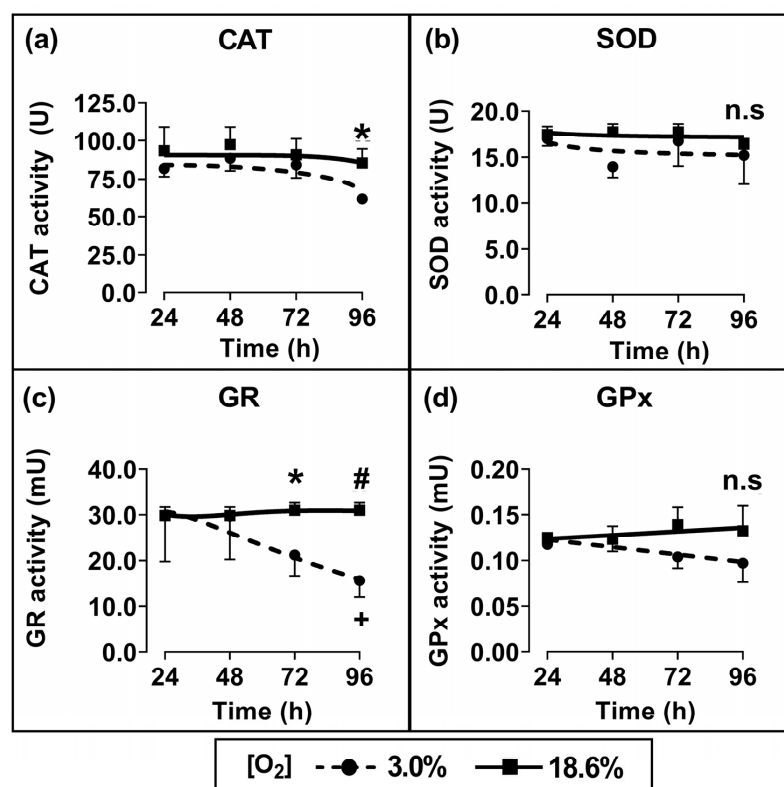 (a) CAT
CAT activity (U)
125.0
100.0
75.0
50.0
25.0
0.0
*
24 48 72 96
Time (h)
(b) SOD
SOD activity (U)
20.0
15.0
10.0
5.0
0.0
n.s
24 48 72 96
Time (h)
(c) GR
GR activity (mU)
40.0
30.0
20.0
10.0
0.0
* #
+
24 48 72 96
Time (h)
(d) GPx
GPx activity (mU)
0.20
0.15
0.10
0.05
0.00
n.s
24 48 72 96
Time (h)
[O₂] 3.0% 18.6%